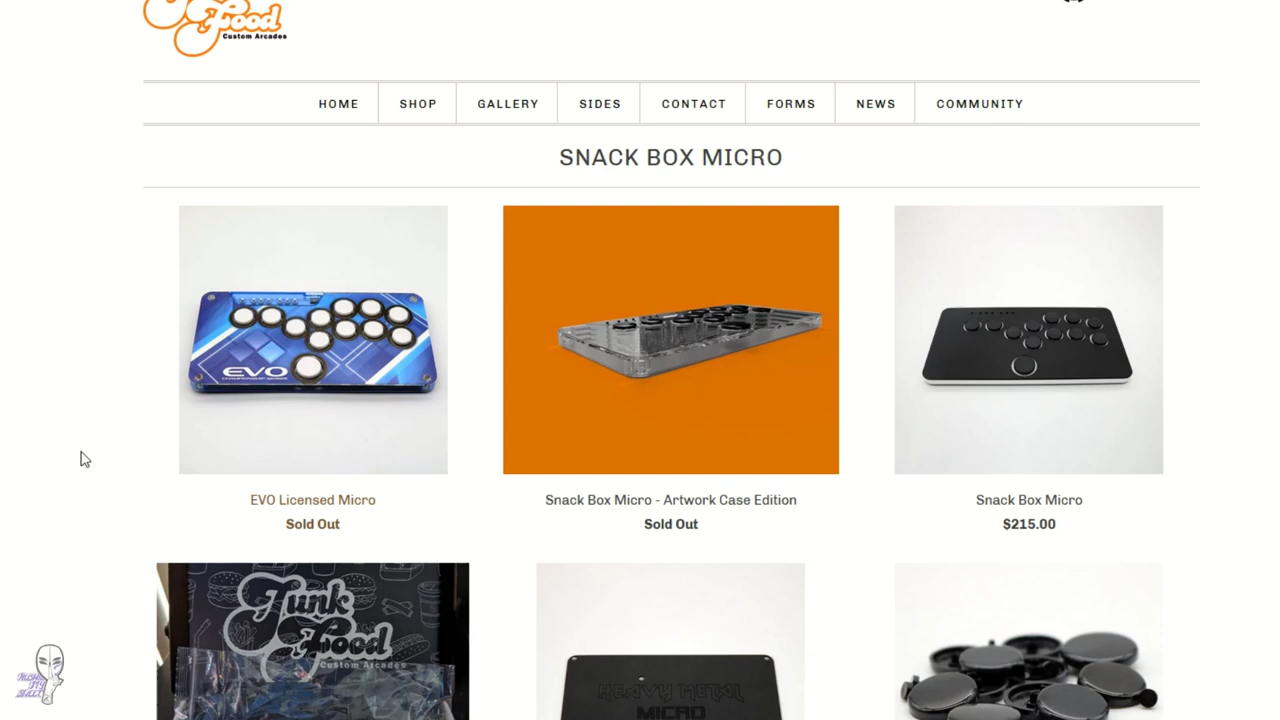 Food
Custom Arcades
HOME
SHOP
GALLERY
SIDES
CONTACT
FORMS
NEWS
COMMUNITY
SNACK BOX MICRO
EVO
EVO Licensed Micro
Sold Out
Snack Box Micro - Artwork Case Edition
Sold Out
Snack Box Micro
$215.00
Junk
Food
Custom Arcades
HEAVY METAL
MICRO